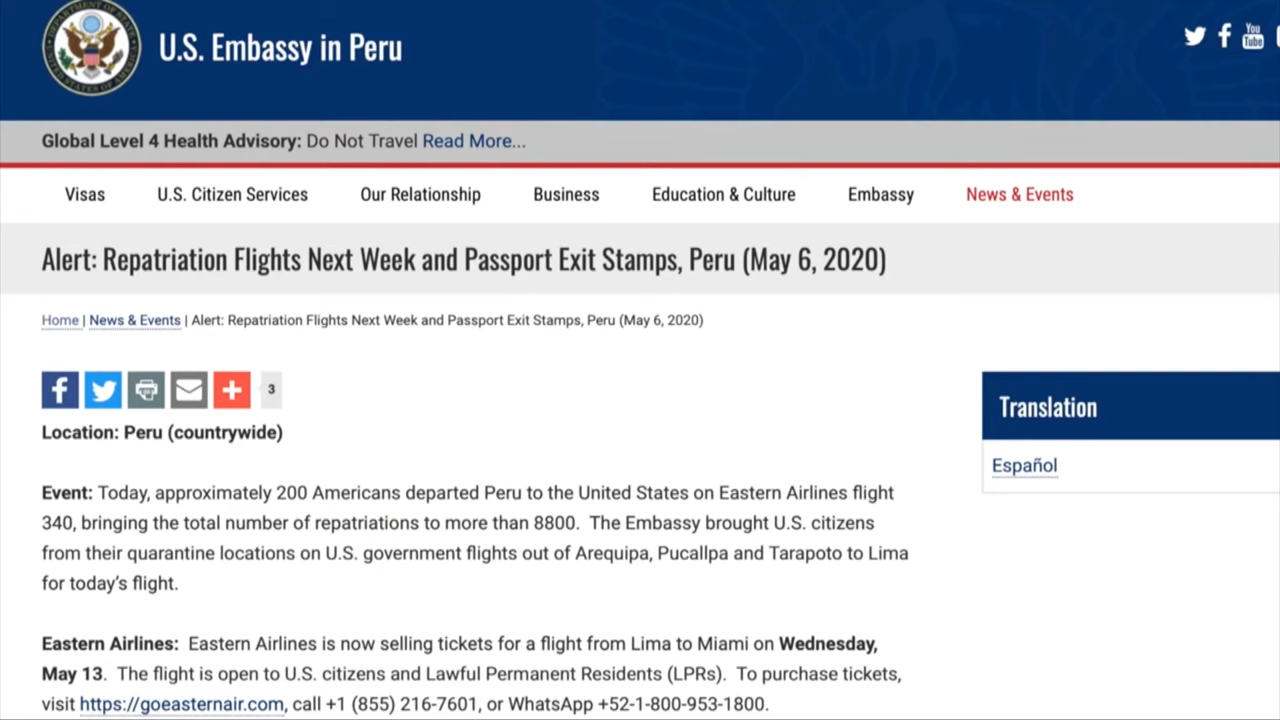 U.S. Embassy in Peru
You
Tube
Global Level 4 Health Advisory: Do Not Travel Read More...
Visas U.S. Citizen Services Our Relationship Business Education & Culture Embassy News & Events
Alert: Repatriation Flights Next Week and Passport Exit Stamps, Peru (May 6, 2020)
Home | News & Events | Alert: Repatriation Flights Next Week and Passport Exit Stamps, Peru (May 6, 2020)
3
Location: Peru (countrywide)
Translation
Español
Event: Today, approximately 200 Americans departed Peru to the United States on Eastern Airlines flight
340, bringing the total number of repatriations to more than 8800. The Embassy brought U.S. citizens
from their quarantine locations on U.S. government flights out of Arequipa, Pucallpa and Tarapoto to Lima
for today's flight.
Eastern Airlines: Eastern Airlines is now selling tickets for a flight from Lima to Miami on Wednesday,
May 13. The flight is open to U.S. citizens and Lawful Permanent Residents (LPRs). To purchase tickets,
visit https://goeasternair.com, call +1 (855) 216-7601, or WhatsApp +52-1-800-953-1800.